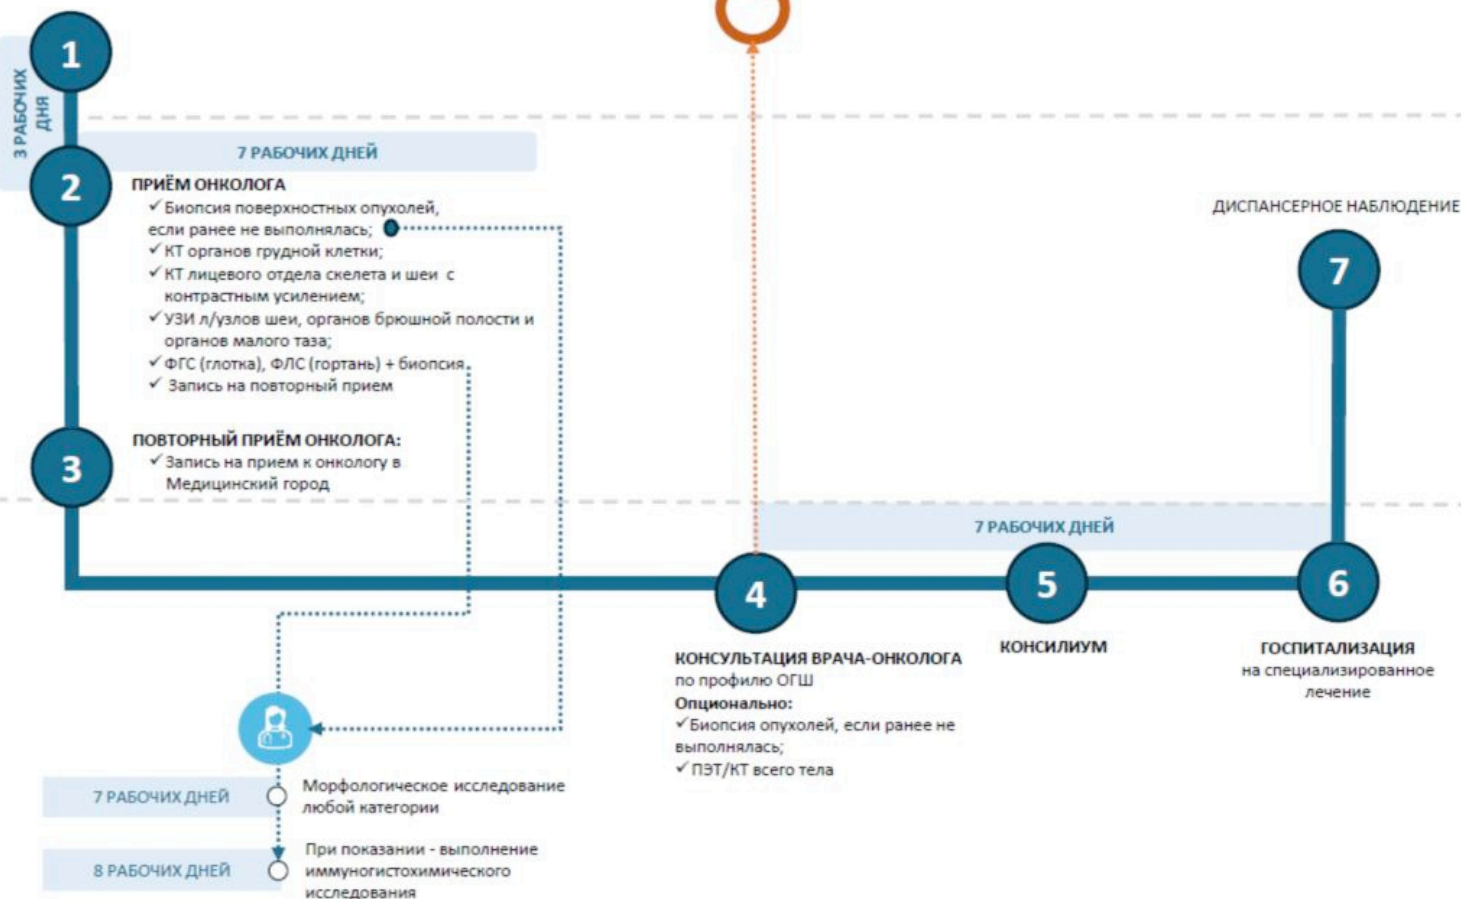 1
3 РАБОЧИХ
ДНЯ
7 РАБОЧИХ ДНЕЙ
2
ПРИЁМ ОНКОЛОГА
✓ Биопсия поверхностных опухолей,
если ранее не выполнялась;
✓ КТ органов грудной клетки;
✓ КТ лицевого отдела скелета и шеи с
контрастным усилением;
✓ УЗИ л/узлов шеи, органов брюшной полости и
органов малого таза;
✓ ФГС (глотка), ФЛС (гортань) + биопсия
✓ Запись на повторный прием
3
ПОВТОРНЫЙ ПРИЁМ ОНКОЛОГА:
✓ Запись на прием к онкологу в
Медицинский город
ДИСПАНСЕРНОЕ НАБЛЮДЕНИЕ
7
7 РАБОЧИХ ДНЕЙ
4
КОНСУЛЬТАЦИЯ ВРАЧА-ОНКОЛОГА
по профилю ОГШ
Опционально:
✓ Биопсия опухолей, если ранее не
выполнялась;
✓ ПЭТ/КТ всего тела
5
КОНСИЛИУМ
6
ГОСПИТАЛИЗАЦИЯ
на специализированное
лечение
7 РАБОЧИХ ДНЕЙ
Морфологическое исследование
любой категории
8 РАБОЧИХ ДНЕЙ
При показании - выполнение
иммуногистохимического
исследования